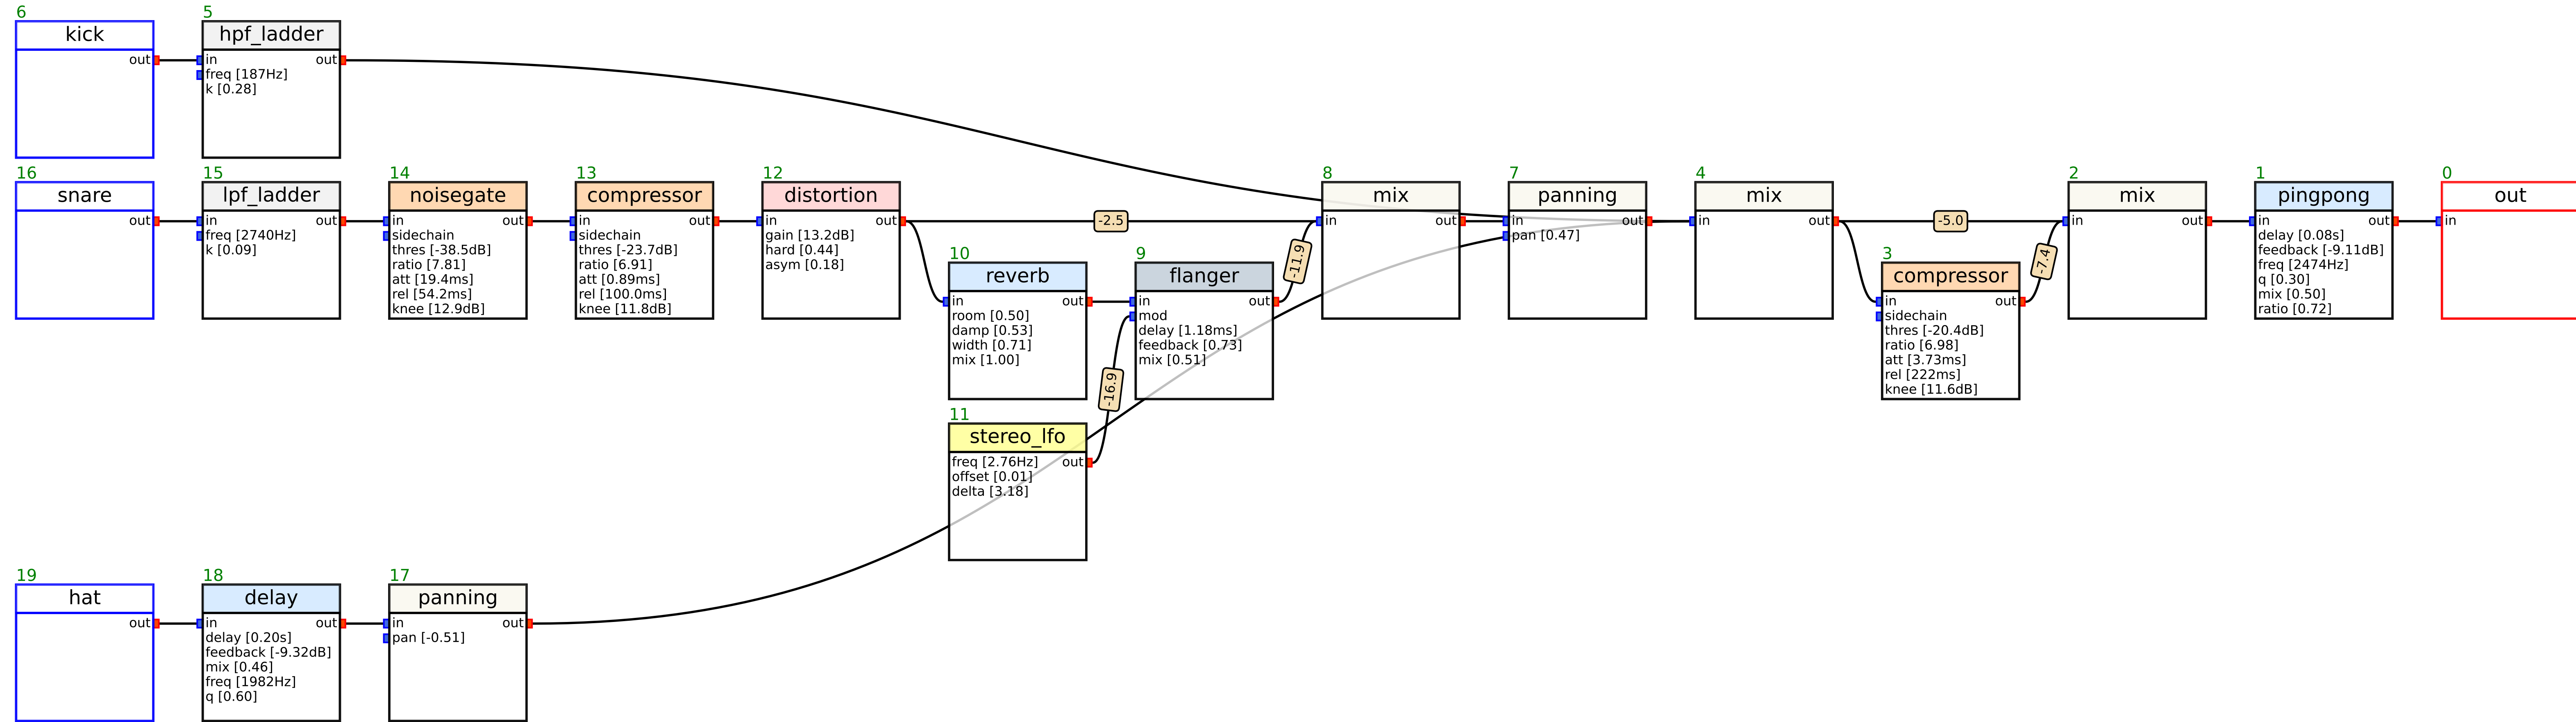 6
kick
out
5
hpf_ladder
in out
freq [187Hz]
k [0.28]
16
snare
out
15
lpf_ladder
in out
freq [2740Hz]
k [0.09]
14
noisegate
in out
sidechain
thres [-38.5dB]
ratio [7.81]
att [19.4ms]
rel [54.2ms]
knee [12.9dB]
13
compressor
in out
sidechain
thres [-23.7dB]
ratio [6.91]
att [0.89ms]
rel [100.0ms]
knee [11.8dB]
12
distortion
in out
gain [13.2dB]
hard [0.44]
asym [0.18]
-2.5
10
reverb
in out
room [0.50]
damp [0.53]
width [0.71]
mix [1.00]
9
flanger
in out
mod
delay [1.18ms]
feedback [0.73]
mix [0.51]
-11.9
-16.9
11
stereo_lfo
freq [2.76Hz] out
offset [0.01]
delta [3.18]
8
mix
in out
7
panning
in out
pan [0.47]
4
mix
in out
-5.0
3
compressor
in out
sidechain
thres [-20.4dB]
ratio [6.98]
att [3.73ms]
rel [222ms]
knee [11.6dB]
-7.4
2
mix
in out
1
pingpong
in out
delay [0.08s]
feedback [-9.11dB]
freq [2474Hz]
q [0.30]
mix [0.50]
ratio [0.72]
0
out
in
19
hat
out
18
delay
in out
delay [0.20s]
feedback [-9.32dB]
mix [0.46]
freq [1982Hz]
q [0.60]
17
panning
in out
pan [-0.51]